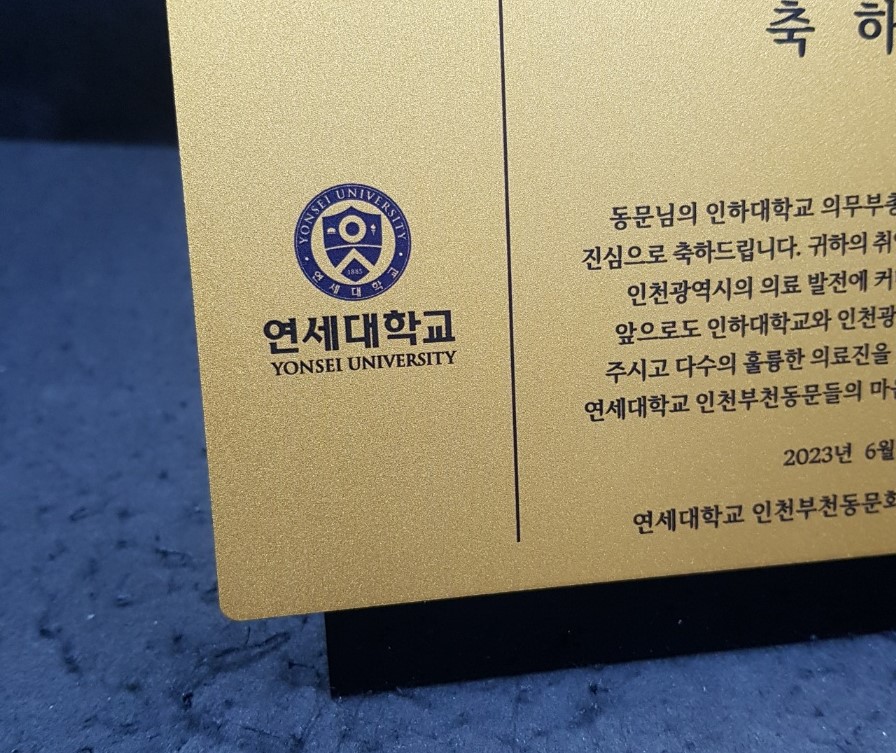 YONSEI UNIVERSITY
1885
연세대학교
연세대학교
YONSEI UNIVERSITY
축 하
동문님의 인하대학교 의무부총
진심으로 축하드립니다. 귀하의 취
인천광역시의 의료 발전에 커
앞으로도 인하대학교와 인천광
주시고 다수의 훌륭한 의료진을
연세대학교 인천부천동문들의 마
2023년 6월
연세대학교 인천부천동문회